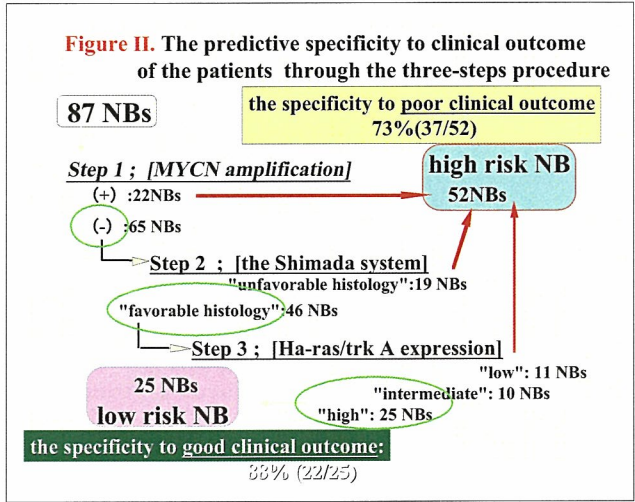 Figure II. The predictive specificity to clinical outcome
of the patients through the three-steps procedure
87 NBs
the specificity to poor clinical outcome
73%(37/52)
high risk NB
52NBs
Step 1 ; [MYCN amplification]
(+) :22NBs
(-) :65 NBs
Step 2 ; [the Shimada system]
"unfavorable histology":19 NBs
"favorable histology":46 NBs
Step 3 ; [Ha-ras/trk A expression]
"low": 11 NBs
"intermediate": 10 NBs
"high": 25 NBs
25 NBs
low risk NB
the specificity to good clinical outcome:
88% (22/25)